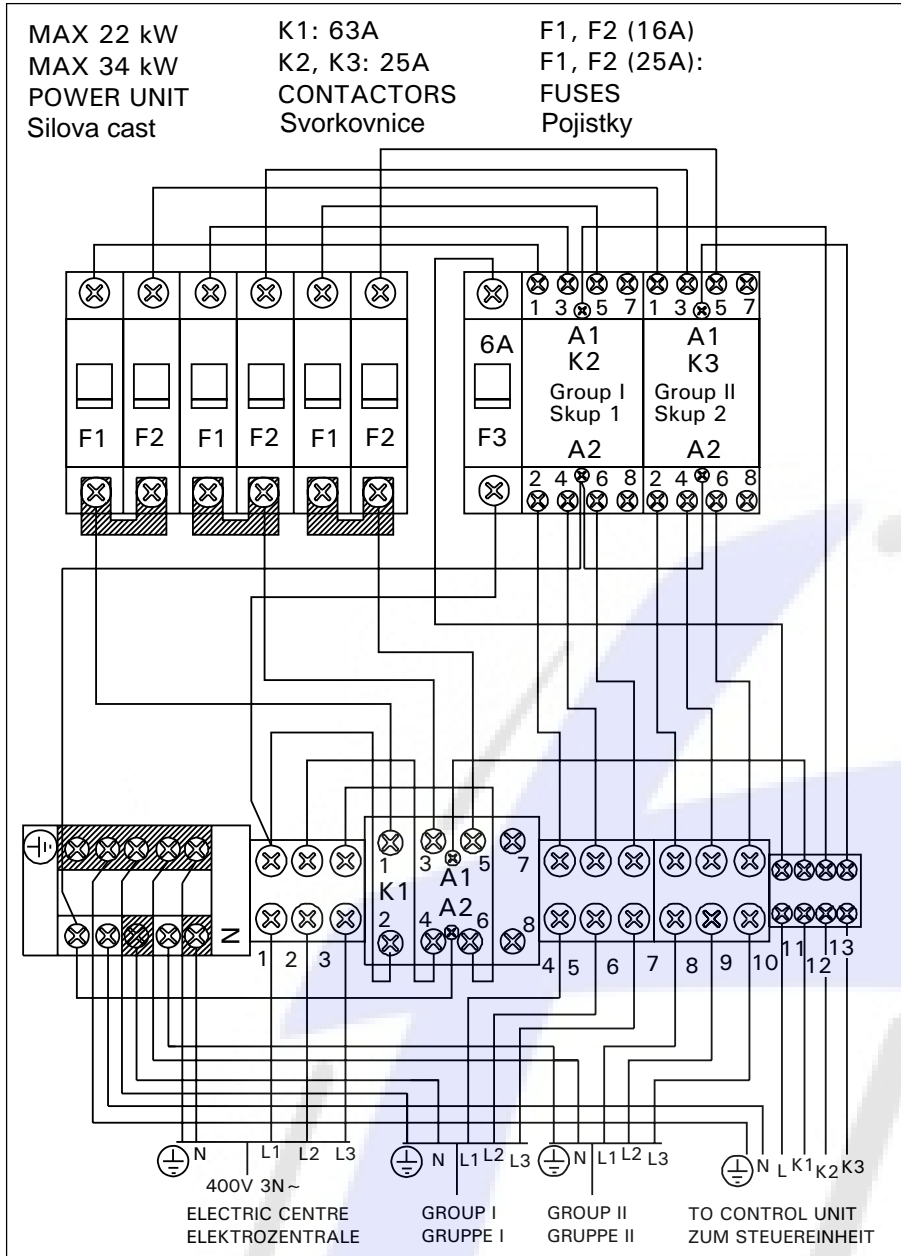 MAX 22 kW K1: 63A F1, F2 (16A)
MAX 34 kW K2, K3: 25A F1, F2 (25A):
POWER UNIT CONTACTORS FUSES
Silova cast Svorkovnice Pojistky
1 3 5 7 1 3 5 7
6A A1 A1
K2 K3
Group I Group II
Skup 1 Skup 2
F1 F2 F1 F2 F1 F2 F3
A2 A2
2 4 6 8 2 4 6 8
1 3 5 7
K1 A1
A2
2 4 6 8
N
1 2 3 4 5 6 7 8 9 10 11 12 13
N L1 L2 L3 N L1 L2 L3 N L1 L2 L3 N L K1 K2 K3
400V 3N~
ELECTRIC CENTRE GROUP I GROUP II TO CONTROL UNIT
ELEKTROZENTRALE GRUPPE I GRUPPE II ZUM STEUEREINHEIT